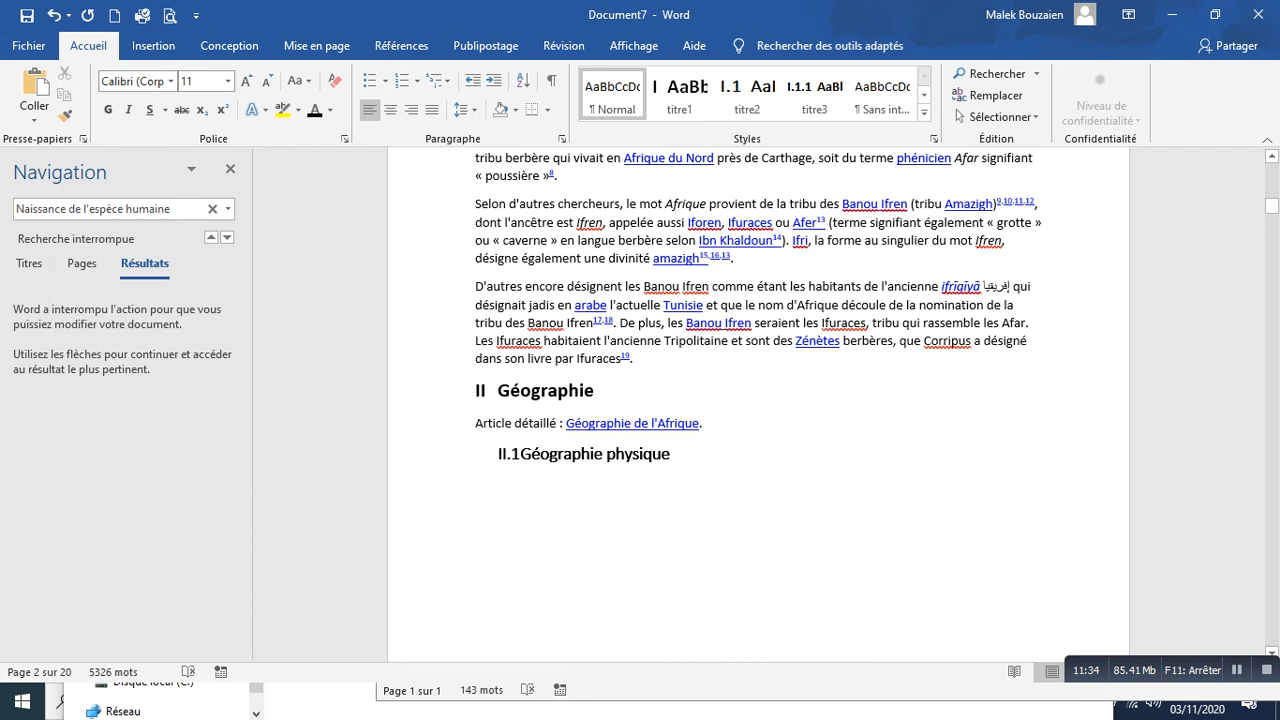 Document7 - Word
Malek Bouzaien
Fichier Accueil Insertion Conception Mise en page Références Publipostage Révision Affichage Aide Rechercher des outils adaptés Partager
Coller
Calibri (Corp 11
AaBbCcDc I AaBb I.1 AaI I.1.1 AaBl AaBbCcDc
¶ Normal titre1 titre2 titre3 ¶ Sans int...
Rechercher
Remplacer
Sélectionner
Niveau de
confidentialité
Presse-papiers Police Paragraphe Styles Édition Confidentialité
Navigation
Naissance de l'espèce humaine
Recherche interrompue
Titres Pages Résultats
Word a interrompu l'action pour que vous
puissiez modifier votre document.
Utilisez les flèches pour continuer et accéder
au résultat le plus pertinent.
tribu berbère qui vivait en Afrique du Nord près de Carthage, soit du terme phénicien Afar signifiant
« poussière »8.
Selon d'autres chercheurs, le mot Afrique provient de la tribu des Banou Ifren (tribu Amazigh)9,10,11,12,
dont l'ancêtre est Ifren, appelée aussi Iforen, Ifuraces ou Afer13 (terme signifiant également « grotte »
ou « caverne » en langue berbère selon Ibn Khaldoun14). Ifri, la forme au singulier du mot Ifren,
désigne également une divinité amazigh15,16,13.
D'autres encore désignent les Banou Ifren comme étant les habitants de l'ancienne ifrīqīyā إفريقيا qui
désignait jadis en arabe l'actuelle Tunisie et que le nom d'Afrique découle de la nomination de la
tribu des Banou Ifren17,18. De plus, les Banou Ifren seraient les Ifuraces, tribu qui rassemble les Afar.
Les Ifuraces habitaient l'ancienne Tripolitaine et sont des Zénètes berbères, que Corripus a désigné
dans son livre par Ifuraces19.
II Géographie
Article détaillé : Géographie de l'Afrique.
II.1Géographie physique
Page 2 sur 20 5326 mots
11:34 85.41 Mb F11: Arrêter
Disque local (C:)
Réseau
Page 1 sur 1 143 mots
03/11/2020